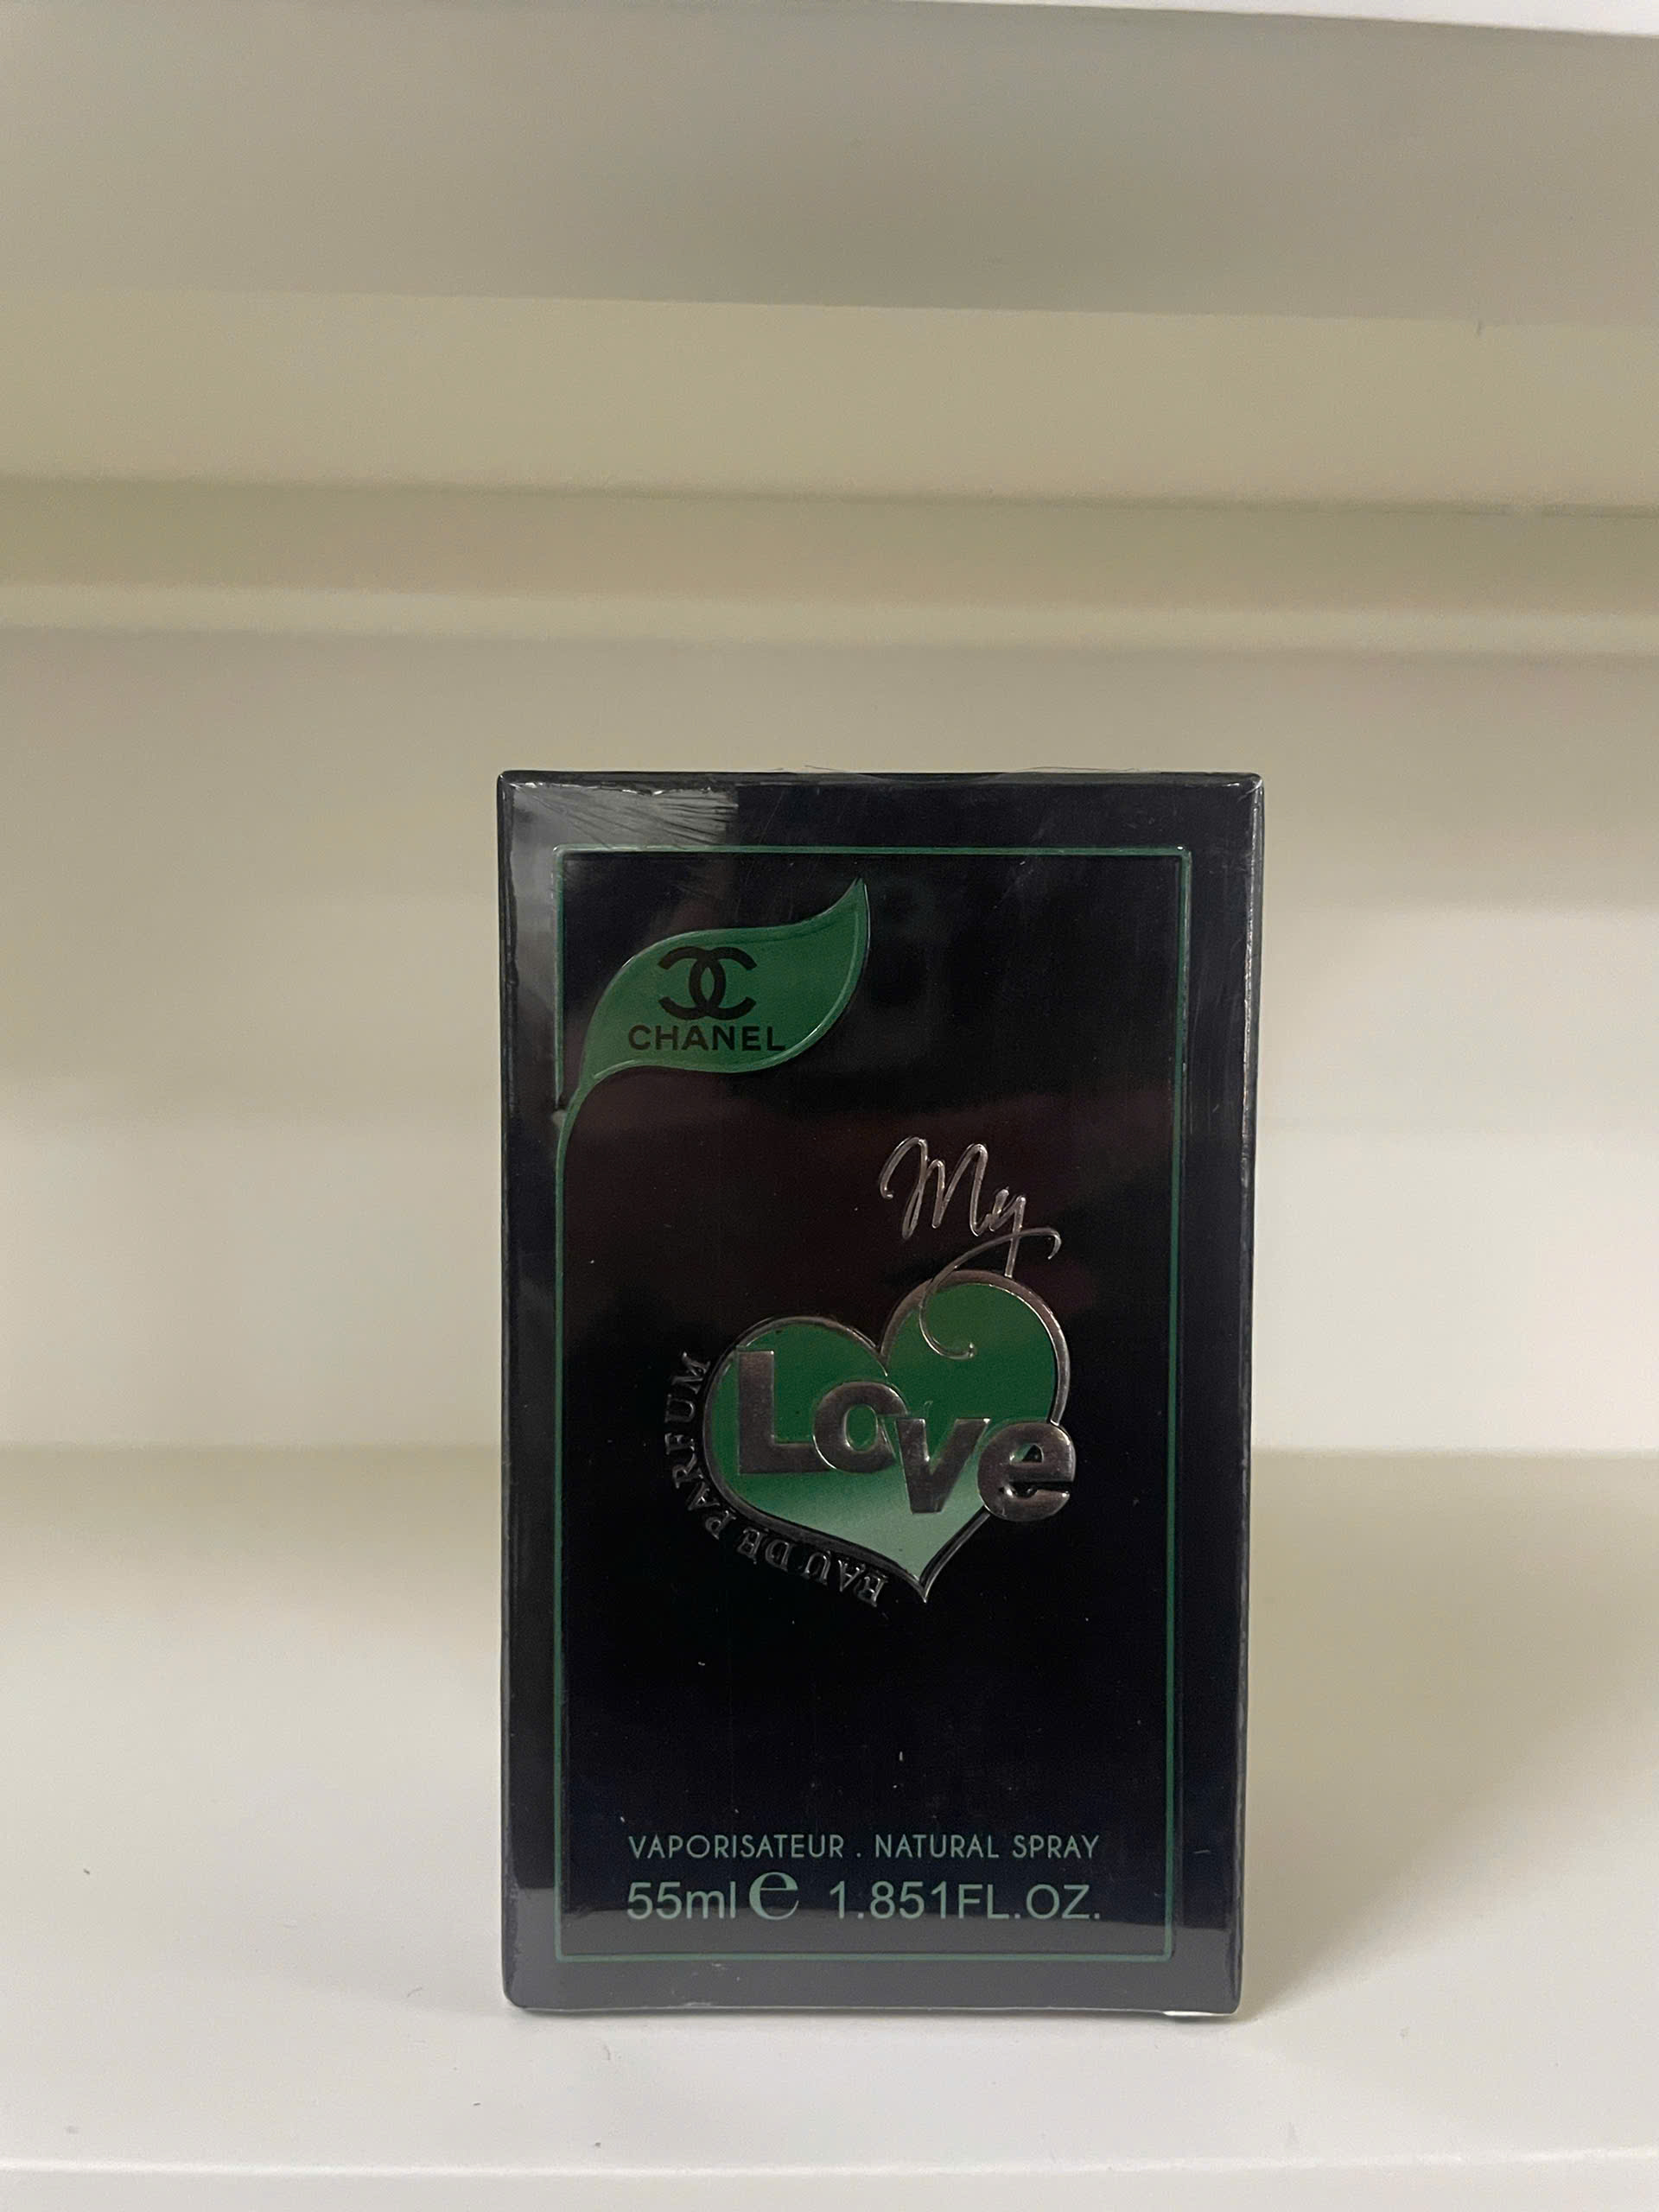 CHANEL
My
Love
EAU DE PARFUM
VAPORISATEUR . NATURAL SPRAY
55ml e 1.851FL.OZ.